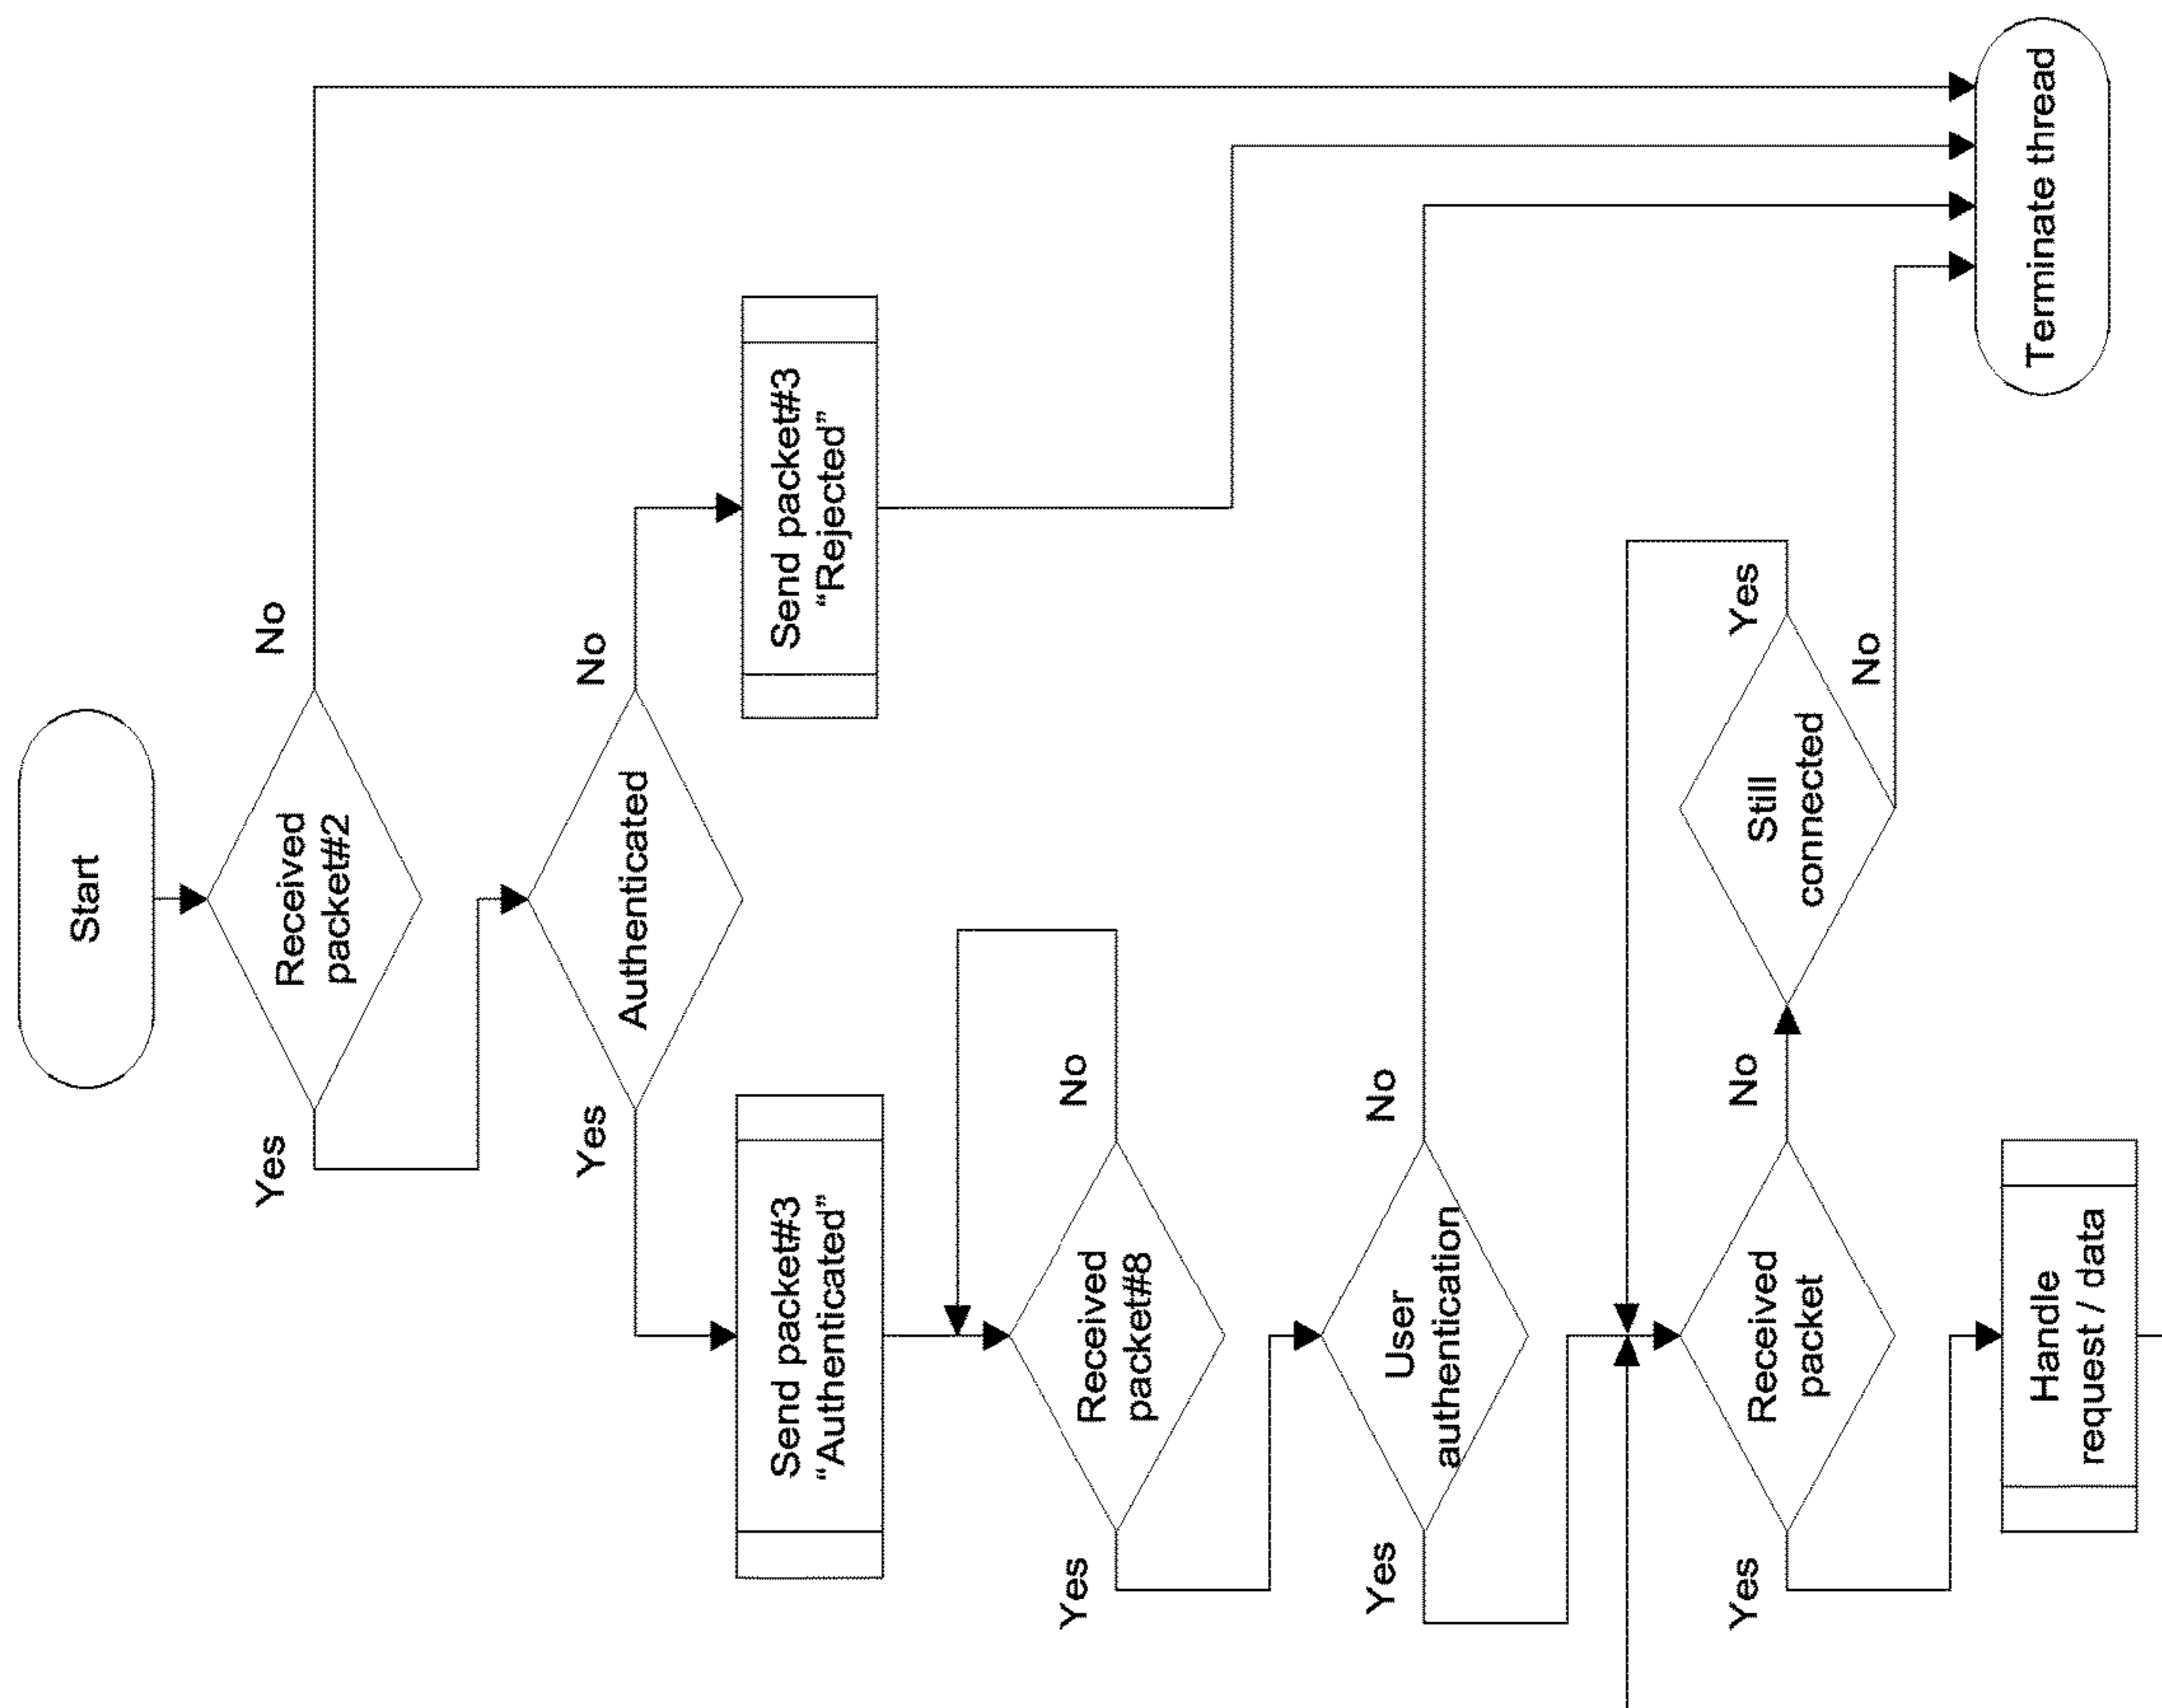 Start
Received
packet#2
Yes
No
Authenticated
Yes
No
Send packet#3
“Authenticated”
Send packet#3
“Rejected”
Received
packet#8
Yes
No
User
authentication
Yes
No
Received
packet
Yes
No
Still
connected
Yes
No
Handle
request / data
Terminate thread